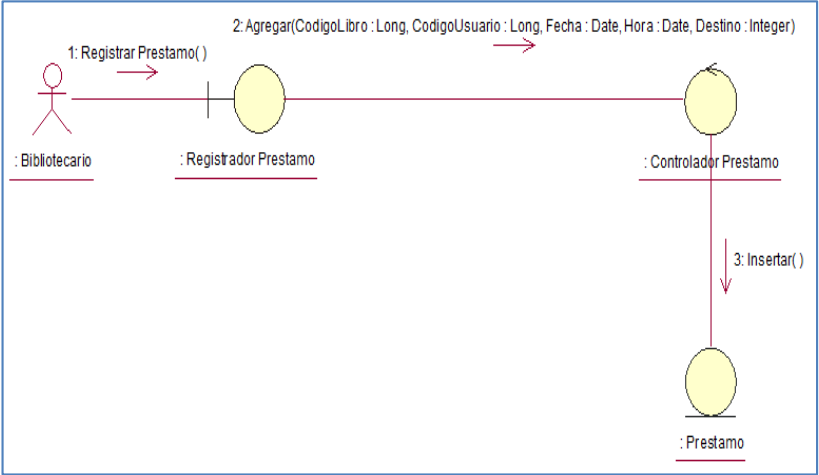 2: Agregar(CodigoLibro : Long, CodigoUsuario : Long, Fecha : Date, Hora : Date, Destino : Integer)
1: Registrar Prestamo( )
: Bibliotecario
: Registrador Prestamo
: Controlador Prestamo
3: Insertar( )
: Prestamo